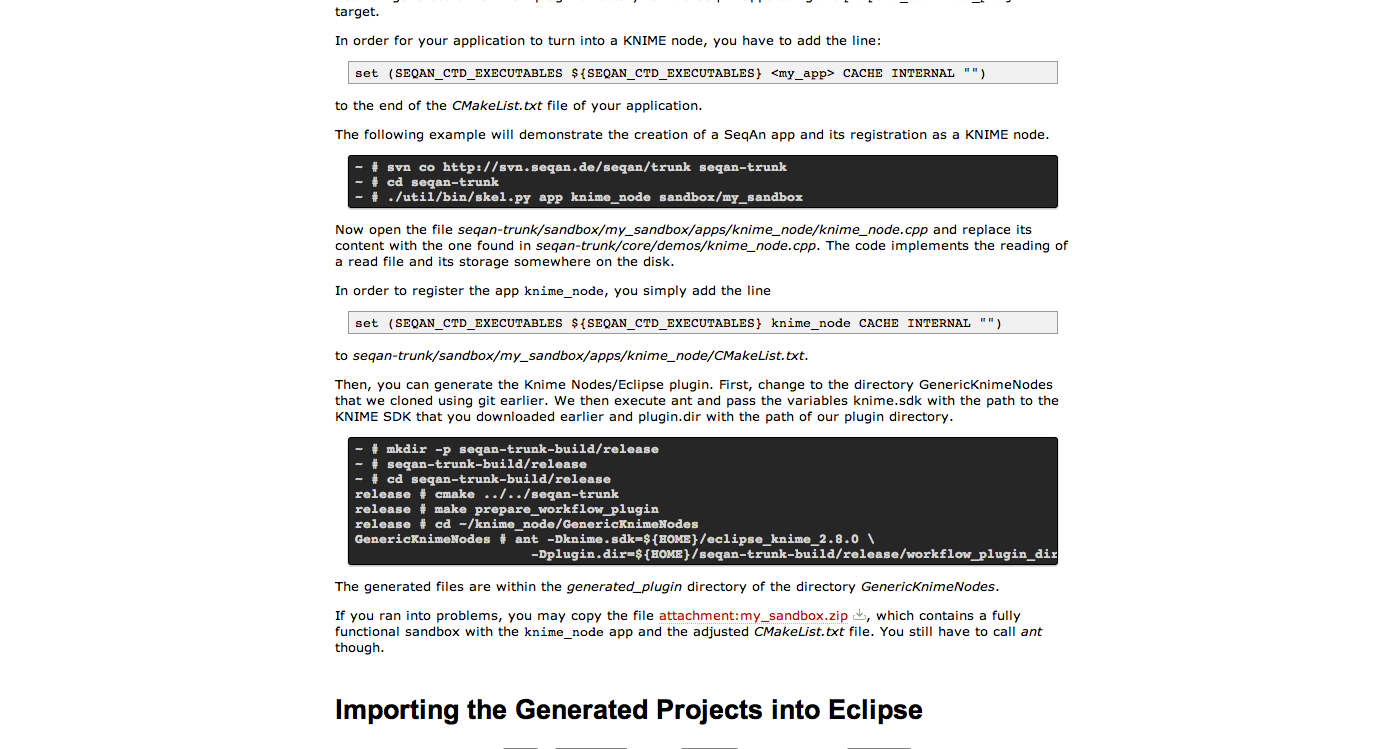 target.
In order for your application to turn into a KNIME node, you have to add the line:
set (SEQAN_CTD_EXECUTABLES ${SEQAN_CTD_EXECUTABLES} <my_app> CACHE INTERNAL "")
to the end of the CMakeList.txt file of your application.
The following example will demonstrate the creation of a SeqAn app and its registration as a KNIME node.
~ # svn co http://svn.seqan.de/seqan/trunk seqan-trunk
~ # cd seqan-trunk
~ # ./util/bin/skel.py app knime_node sandbox/my_sandbox
Now open the file seqan-trunk/sandbox/my_sandbox/apps/knime_node/knime_node.cpp and replace its
content with the one found in seqan-trunk/core/demos/knime_node.cpp. The code implements the reading of
a read file and its storage somewhere on the disk.
In order to register the app knime_node, you simply add the line
set (SEQAN_CTD_EXECUTABLES ${SEQAN_CTD_EXECUTABLES} knime_node CACHE INTERNAL "")
to seqan-trunk/sandbox/my_sandbox/apps/knime_node/CMakeList.txt.
Then, you can generate the Knime Nodes/Eclipse plugin. First, change to the directory GenericKnimeNodes
that we cloned using git earlier. We then execute ant and pass the variables knime.sdk with the path to the
KNIME SDK that you downloaded earlier and plugin.dir with the path of our plugin directory.
~ # mkdir -p seqan-trunk-build/release
~ # seqan-trunk-build/release
~ # cd seqan-trunk-build/release
release # cmake ../../seqan-trunk
release # make prepare_workflow_plugin
release # cd ~/knime_node/GenericKnimeNodes
GenericKnimeNodes # ant -Dknime.sdk=${HOME}/eclipse_knime_2.8.0 \
-Dplugin.dir=${HOME}/seqan-trunk-build/release/workflow_plugin_dir
The generated files are within the generated_plugin directory of the directory GenericKnimeNodes.
If you ran into problems, you may copy the file attachment:my_sandbox.zip, which contains a fully
functional sandbox with the knime_node app and the adjusted CMakeList.txt file. You still have to call ant
though.
Importing the Generated Projects into Eclipse